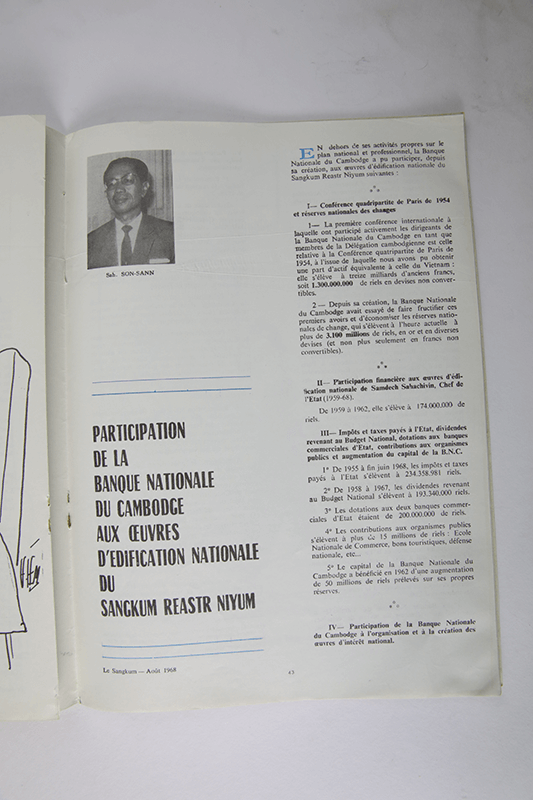 Sah. SON-SANN
PARTICIPATION
DE LA
BANQUE NATIONALE
DU CAMBODGE
AUX ŒUVRES
D'EDIFICATION NATIONALE
DU
SANGKUM REASTR NIYUM
Le Sangkum — Août 1968
EN dehors de ses activités propres sur le
plan national et professionnel, la Banque
Nationale du Cambodge a pu participer, depuis
sa création, aux œuvres d'édification nationale du
Sangkum Reastr Niyum suivantes :
I— Conférence quadripartite de Paris de 1954
et réserves nationales des changes
1— La première conférence internationale à
laquelle ont participé activement les dirigeants de
la Banque Nationale du Cambodge en tant que
membres de la Délégation cambodgienne est celle
relative à la Conférence quatripartite de Paris de
1954, à l'issue de laquelle nous avons pu obtenir
une part d'actif équivalente à celle du Vietnam :
elle s'élève à treize milliards d'anciens francs,
soit 1.300.000.000 de riels en devises non conver-
tibles.
2 — Depuis sa création, la Banque Nationale
du Cambodge avait essayé de faire fructifier ces
premiers avoirs et d'économiser les réserves natio-
nales de change, qui s'élèvent à l'heure actuelle à
plus de 3.100 millions de riels, en or et en diverses
devises (et non plus seulement en francs non
convertibles).
II— Participation financière aux œuvres d'édi-
fication nationale de Samdech Sahachivin, Chef de
l'Etat (1959-68).
De 1959 à 1962, elle s'élève à 174.000.000 de
riels.
III— Impôts et taxes payés à l'Etat, dividendes
revenant au Budget National, dotations aux banques
commerciales d'Etat, contributions aux organismes
publics et augmentation du capital de la B.N.C.
1° De 1955 à fin juin 1968, les impôts et taxes
payés à l'Etat s'élèvent à 234.358.981 riels.
2° De 1958 à 1967, les dividendes revenant
au Budget National s'élèvent à 193.340.000 riels.
3° Les dotations aux deux banques commer-
ciales d'Etat étaient de 200.000.000 de riels.
4° Les contributions aux organismes publics
s'élèvent à plus de 15 millions de riels : Ecole
Nationale de Commerce, bons touristiques, défense
nationale, etc...
5° Le capital de la Banque Nationale du
Cambodge a bénéficié en 1962 d'une augmentation
de 50 millions de riels prélevés sur ses propres
réserves.
IV— Participation de la Banque Nationale
du Cambodge à l'organisation et à la création des
œuvres d'intérêt national.